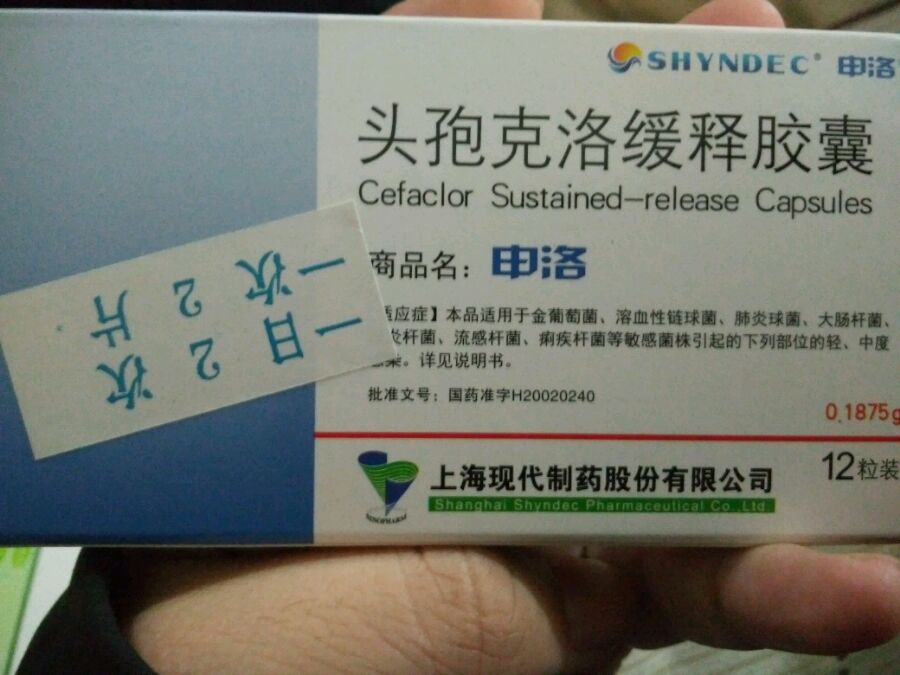 SHYNDEC® 申洛
头孢克洛缓释胶囊
Cefaclor Sustained-release Capsules
商品名：申洛
适应症】本品适用于金葡萄菌、溶血性链球菌、肺炎球菌、大肠杆菌、
炎杆菌、流感杆菌、痢疾杆菌等敏感菌株引起的下列部位的轻、中度
染。详见说明书。
批准文号：国药准字H20020240
0.1875g
12粒装
上海现代制药股份有限公司
Shanghai Shyndec Pharmaceutical Co.,Ltd
SINOPHARM
一日2次
一次2片